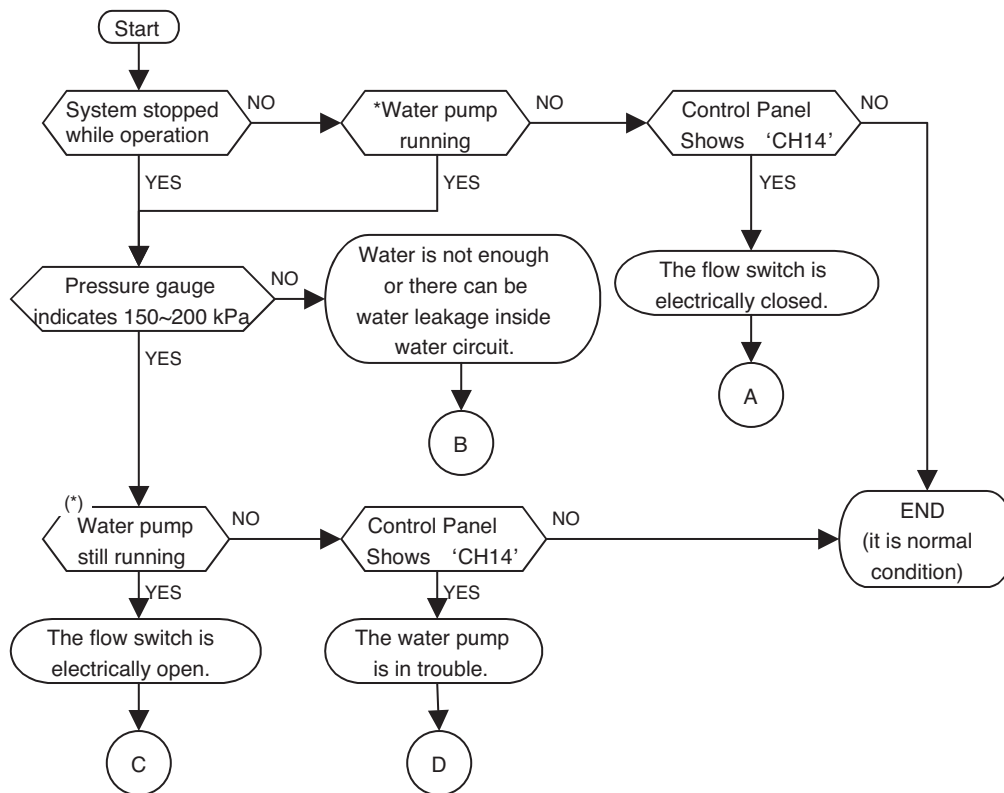 Start
System stopped
while operation
NO
*Water pump
running
NO
Control Panel
Shows 'CH14'
NO
YES
YES
YES
Pressure gauge
indicates 150~200 kPa
NO
Water is not enough
or there can be
water leakage inside
water circuit.
The flow switch is
electrically closed.
YES
A
B
(*)
Water pump
still running
NO
Control Panel
Shows 'CH14'
NO
END
(it is normal
condition)
YES
YES
The flow switch is
electrically open.
The water pump
is in trouble.
C
D